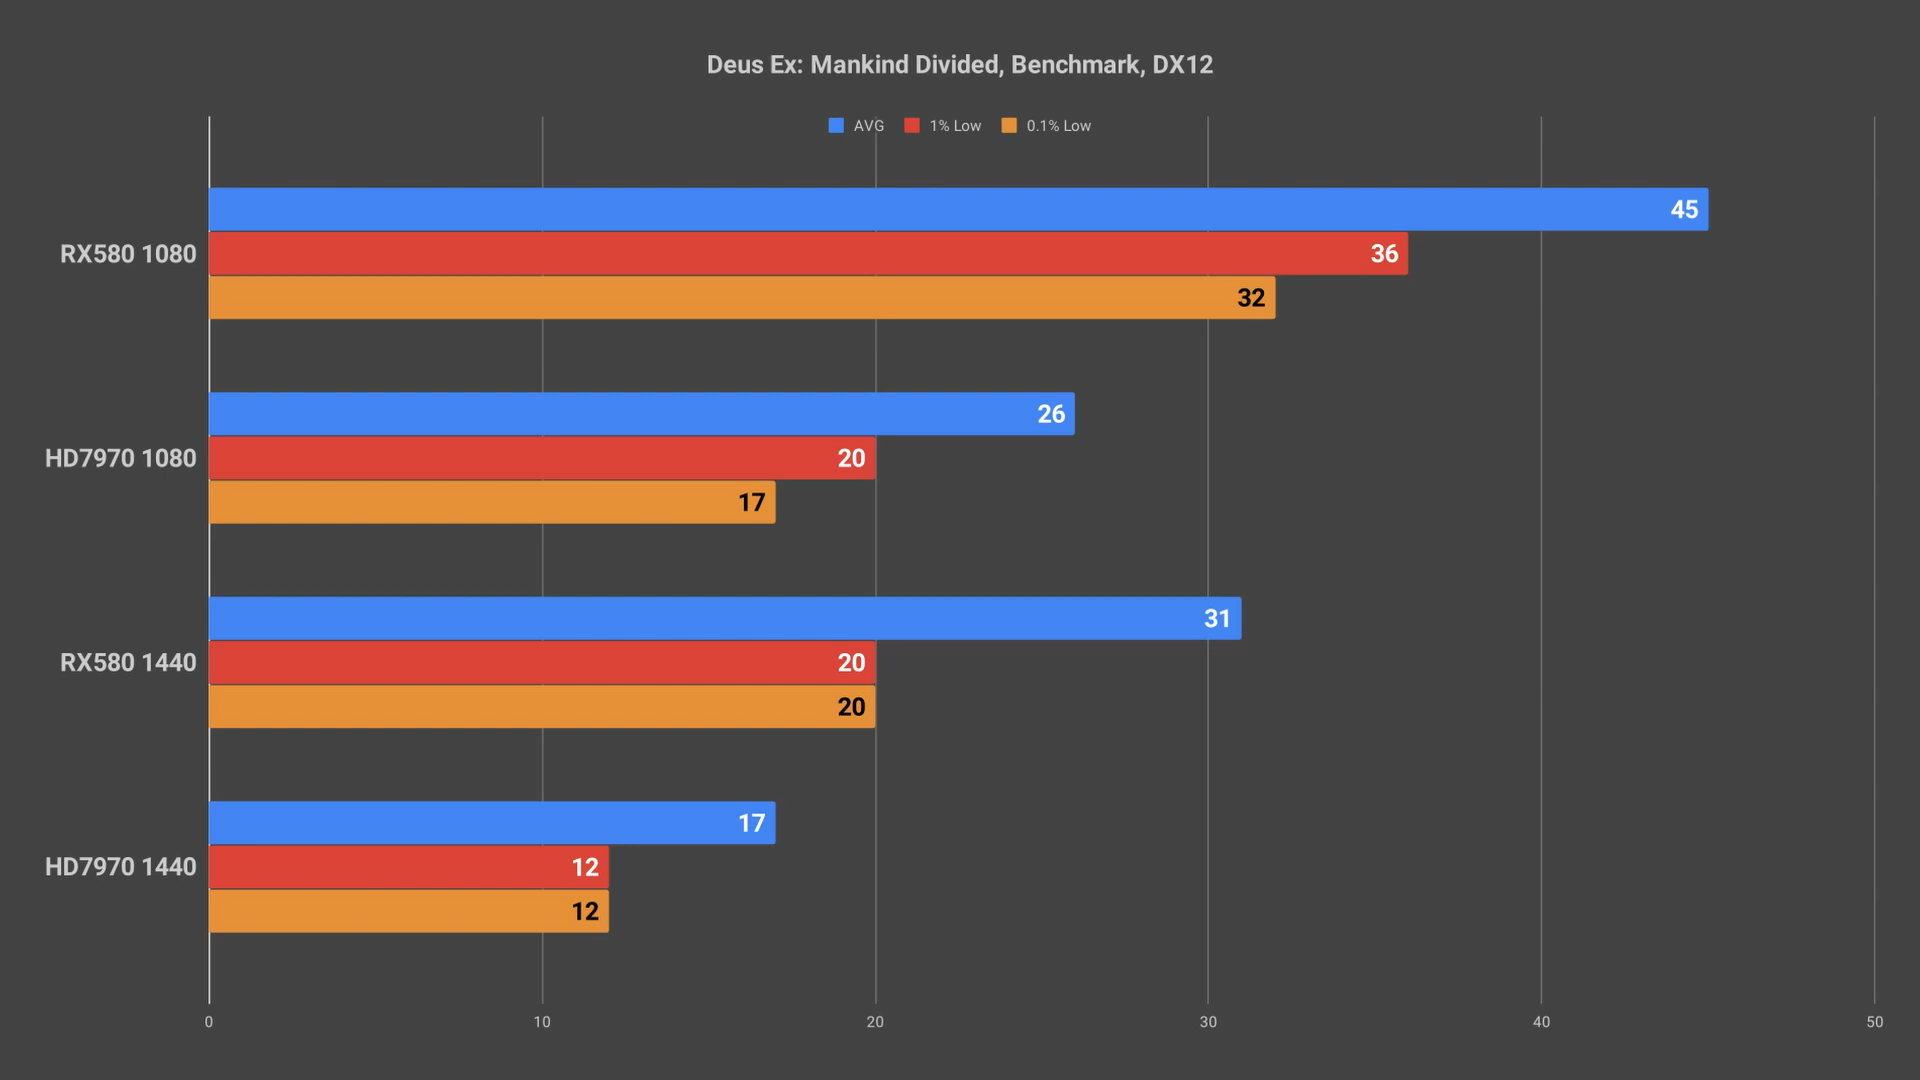 Deus Ex: Mankind Divided, Benchmark, DX12
AVG 1% Low 0.1% Low
RX580 1080
45
36
32
HD7970 1080
26
20
17
RX580 1440
31
20
20
HD7970 1440
17
12
12
0 10 20 30 40 50